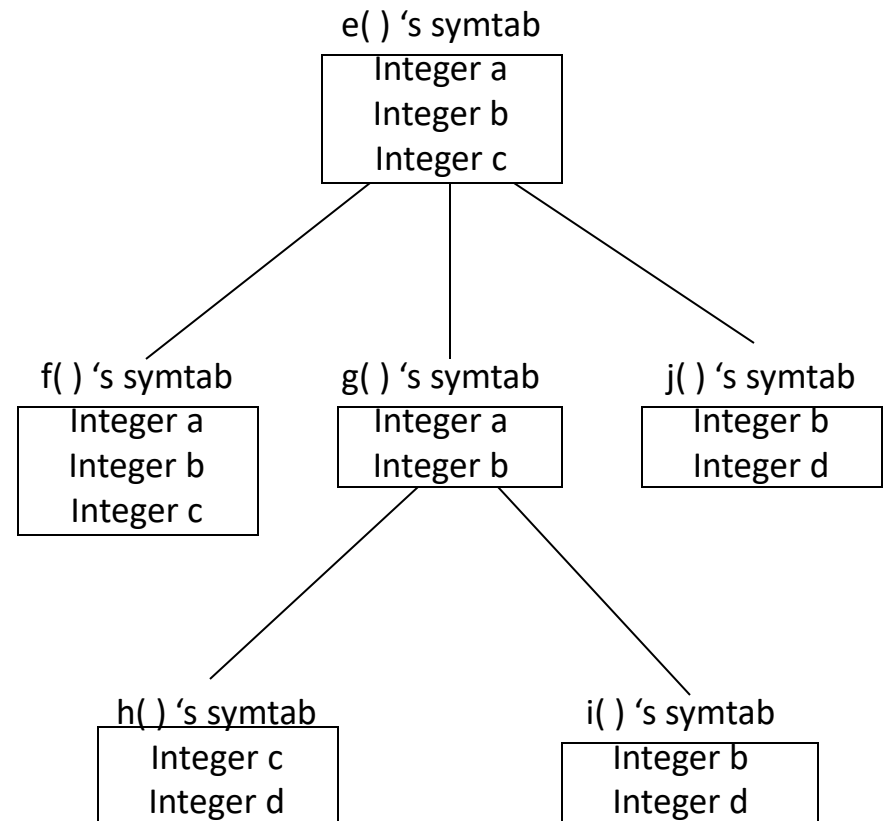 e( ) ‘s symtab
Integer a
Integer b
Integer c
f( ) ‘s symtab
Integer a
Integer b
Integer c
g( ) ‘s symtab
Integer a
Integer b
j( ) ‘s symtab
Integer b
Integer d
h( ) ‘s symtab
Integer c
Integer d
i( ) ‘s symtab
Integer b
Integer d